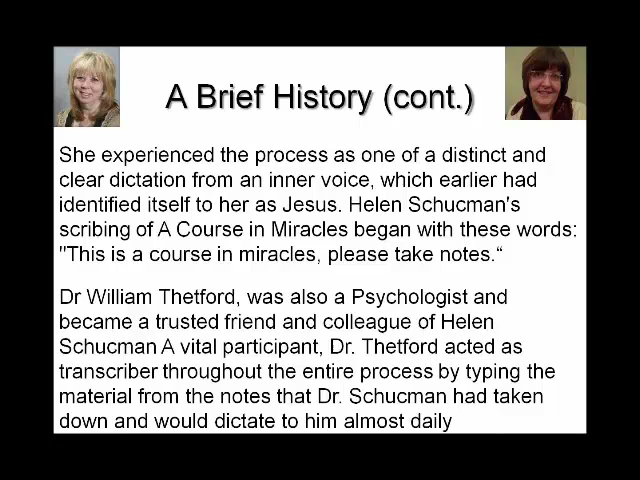 A Brief History (cont.)
She experienced the process as one of a distinct and
clear dictation from an inner voice, which earlier had
identified itself to her as Jesus. Helen Schucman's
scribing of A Course in Miracles began with these words:
"This is a course in miracles, please take notes.“
Dr William Thetford, was also a Psychologist and
became a trusted friend and colleague of Helen
Schucman A vital participant, Dr. Thetford acted as
transcriber throughout the entire process by typing the
material from the notes that Dr. Schucman had taken
down and would dictate to him almost daily